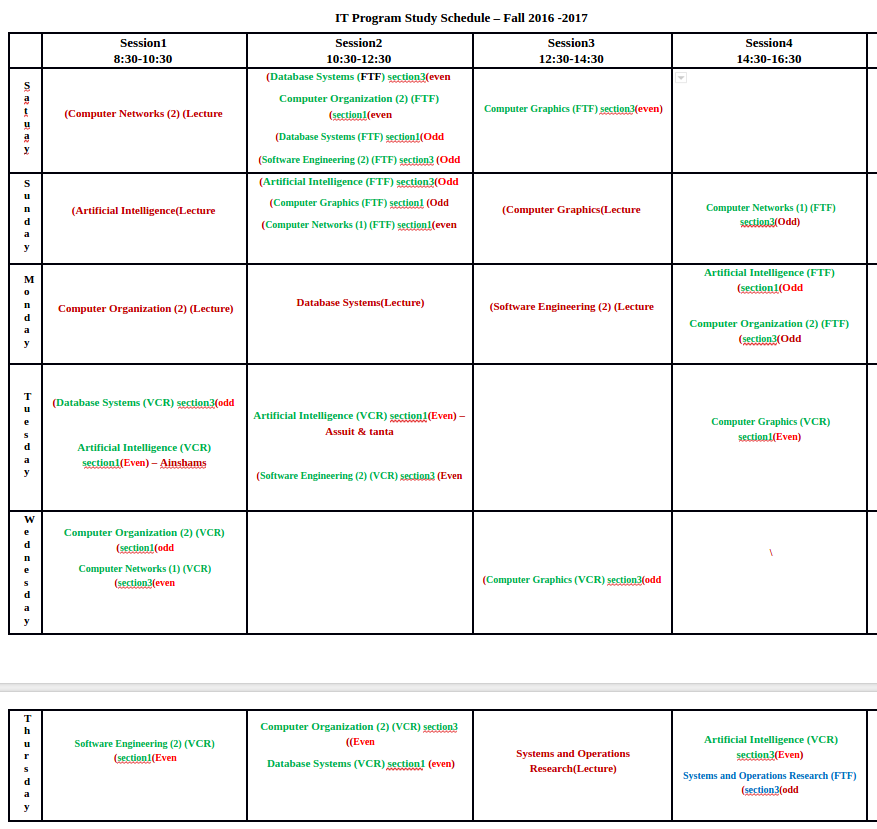 IT Program Study Schedule – Fall 2016 -2017
Session1
8:30-10:30
Session2
10:30-12:30
Session3
12:30-14:30
Session4
14:30-16:30
S
a
t
u
a
y
(Computer Networks (2) (Lecture
(Database Systems (FTF) section3(even
Computer Organization (2) (FTF)
(section1(even
(Database Systems (FTF) section1(Odd
(Software Engineering (2) (FTF) section3 (Odd
Computer Graphics (FTF) section3(even)
S
u
n
d
a
y
(Artificial Intelligence(Lecture
(Artificial Intelligence (FTF) section3(Odd
(Computer Graphics (FTF) section1 (Odd
(Computer Networks (1) (FTF) section1(even
(Computer Graphics(Lecture
Computer Networks (1) (FTF)
section3(Odd)
M
o
n
d
a
y
Computer Organization (2) (Lecture)
Database Systems(Lecture)
(Software Engineering (2) (Lecture
Artificial Intelligence (FTF)
(section1(Odd
Computer Organization (2) (FTF)
(section3(Odd
T
u
e
s
d
a
y
(Database Systems (VCR) section3(odd
Artificial Intelligence (VCR)
section1(Even) – Ainshams
Artificial Intelligence (VCR) section1(Even) –
Assuit & tanta
(Software Engineering (2) (VCR) section3 (Even
Computer Graphics (VCR)
section1(Even)
W
e
d
n
e
s
d
a
y
Computer Organization (2) (VCR)
(section1(odd
Computer Networks (1) (VCR)
(section3(even
(Computer Graphics (VCR) section3(odd
\
T
h
u
r
s
d
a
y
Software Engineering (2) (VCR)
(section1(Even
Computer Organization (2) (VCR) section3
((Even
Database Systems (VCR) section1 (even)
Systems and Operations
Research(Lecture)
Artificial Intelligence (VCR)
section3(Even)
Systems and Operations Research (FTF)
(section3(odd